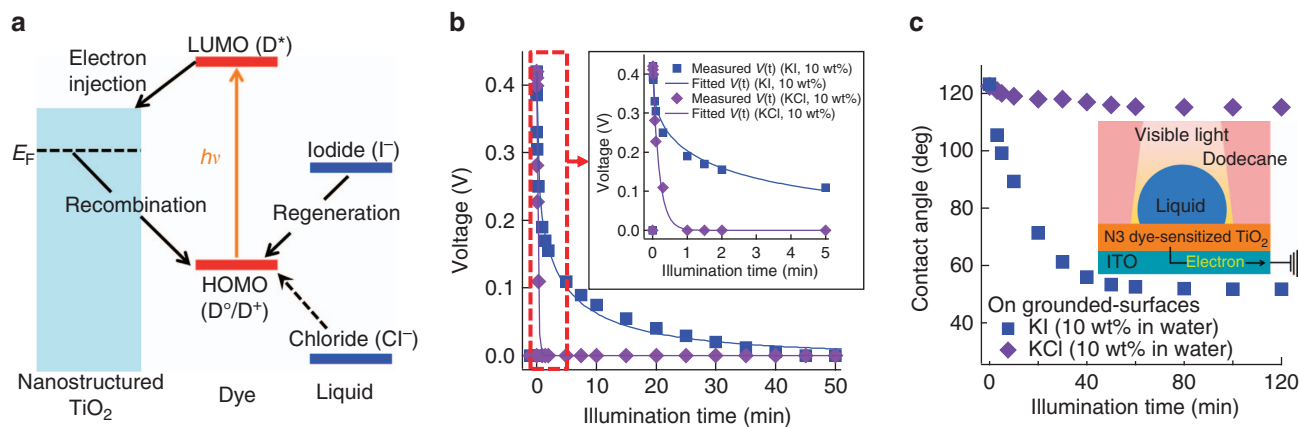 a
LUMO (D*)
Electron
injection
E_F
hν
Iodide (I⁻)
Recombination
Regeneration
HOMO
(D°/D⁺)
Chloride (Cl⁻)
Nanostructured
TiO₂
Dye
Liquid
b
Voltage (V)
0.4
0.3
0.2
0.1
0.0
0
10
20
30
40
50
Illumination time (min)
Measured V(t) (KI, 10 wt%)
Fitted V(t) (KI, 10 wt%)
Measured V(t) (KCl, 10 wt%)
Fitted V(t) (KCl, 10 wt%)
Voltage (V)
0.4
0.3
0.2
0.1
0.0
0
1
2
3
4
5
Illumination time (min)
c
Contact angle (deg)
120
100
80
60
40
Visible light
Dodecane
Liquid
N3 dye-sensitized TiO₂
ITO
Electron
On grounded-surfaces
KI (10 wt% in water)
KCl (10 wt% in water)
0
40
80
120
Illumination time (min)